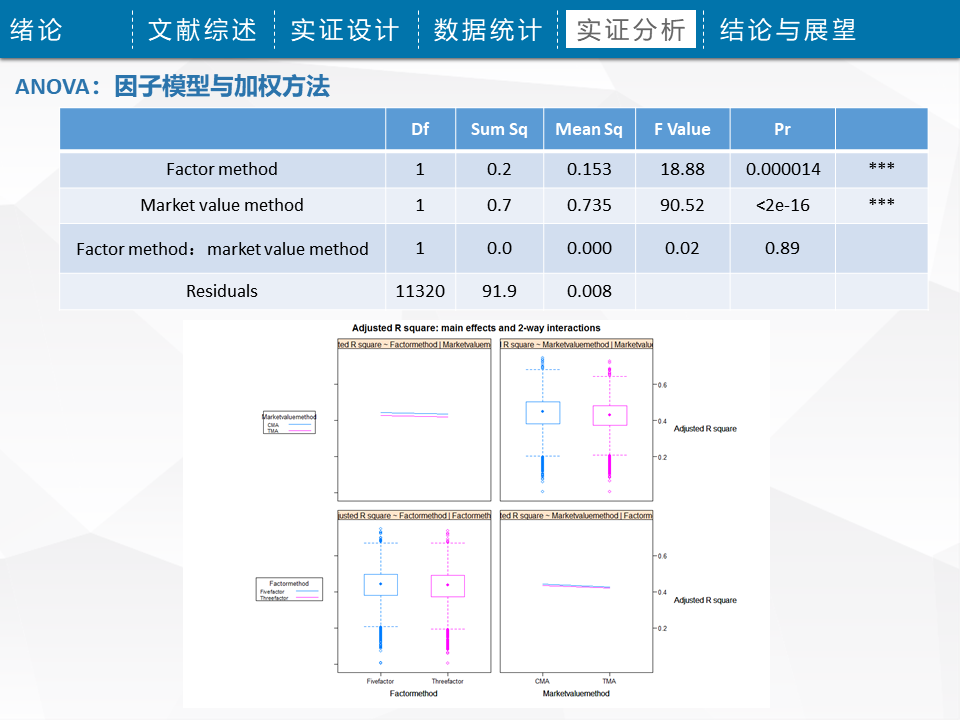 绪论 文献综述 实证设计 数据统计 实证分析 结论与展望
ANOVA：因子模型与加权方法
Df Sum Sq Mean Sq F Value Pr
Factor method 1 0.2 0.153 18.88 0.000014 ***
Market value method 1 0.7 0.735 90.52 <2e-16 ***
Factor method：market value method 1 0.0 0.000 0.02 0.89
Residuals 11320 91.9 0.008
Adjusted R square: main effects and 2-way interactions
ted R square ~ Factormethod | Marketvaluem
R square ~ Marketvaluemethod | Marketvalu
Marketvaluemethod
CMA
TMA
0.6
0.4
0.2
Adjusted R square
justed R square ~ Factormethod | Factormeth
ted R square ~ Marketvaluemethod | Factorm
Factormethod
Fivefactor
Threefactor
0.6
0.4
0.2
Adjusted R square
Fivefactor Threefactor
CMA TMA
Factormethod
Marketvaluemethod